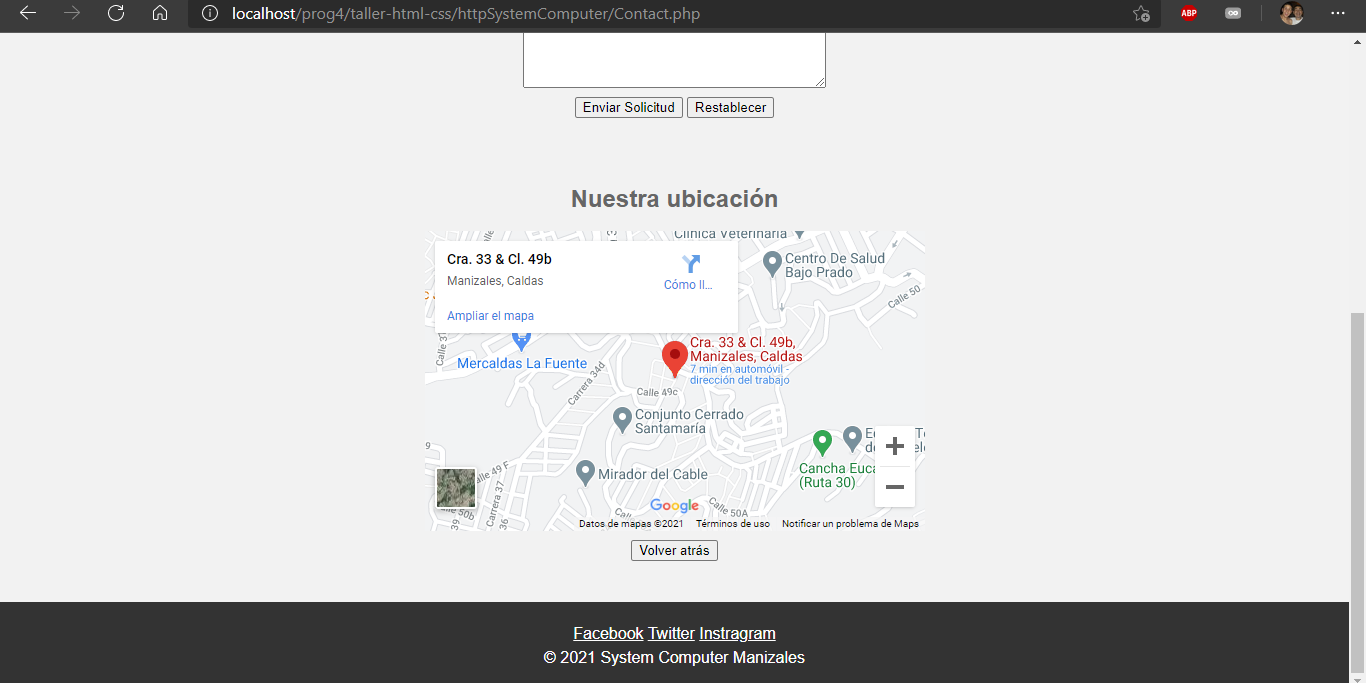 localhost/prog4/taller-html-css/httpSystemComputer/Contact.php
ABP
Enviar Solicitud Restablecer
Nuestra ubicación
Clínica Veterinaria
Cra. 33 & Cl. 49b
Manizales, Caldas
Cómo ll...
Ampliar el mapa
Centro De Salud
Bajo Prado
Calle 50
Mercaldas La Fuente
Cra. 33 & Cl. 49b,
Manizales, Caldas
7 min en automóvil -
dirección del trabajo
Carrera 34d
Calle 49c
Conjunto Cerrado
Santamaría
Mirador del Cable
Cancha Euca
(Ruta 30)
Calle 49 F
Carrera 37
36
39
50b
9
Calle 50A
Google
Datos de mapas ©2021 Términos de uso Notificar un problema de Maps
Volver atrás
Facebook Twitter Instragram
© 2021 System Computer Manizales